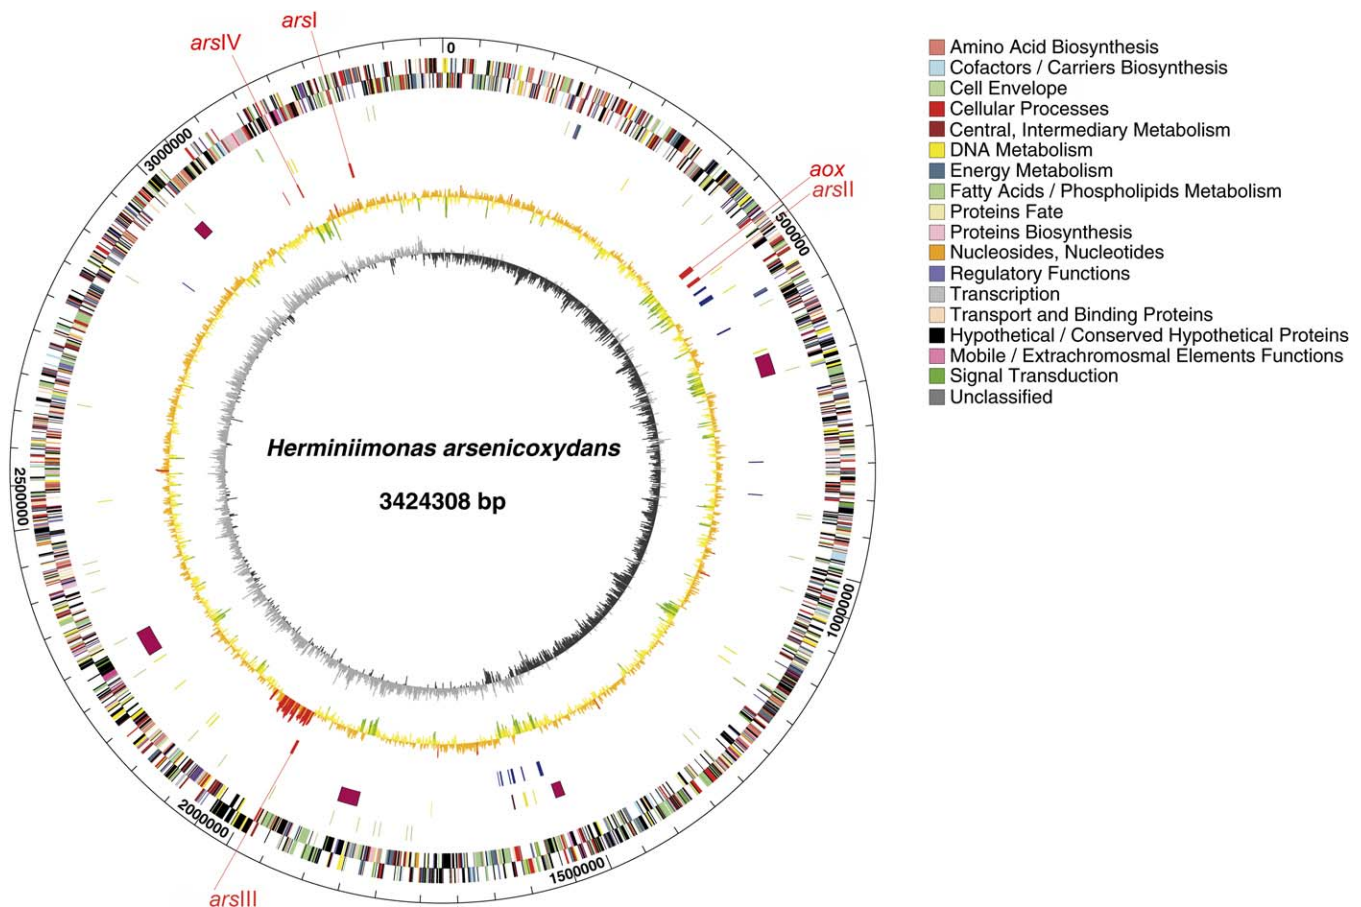 arsI
arsIV
0
3000000
aox
arsII
500000
Herminiimonas arsenicoxydans
3424308 bp
2500000
1000000
2000000
1500000
arsIII
Amino Acid Biosynthesis
Cofactors / Carriers Biosynthesis
Cell Envelope
Cellular Processes
Central, Intermediary Metabolism
DNA Metabolism
Energy Metabolism
Fatty Acids / Phospholipids Metabolism
Proteins Fate
Proteins Biosynthesis
Nucleosides, Nucleotides
Regulatory Functions
Transcription
Transport and Binding Proteins
Hypothetical / Conserved Hypothetical Proteins
Mobile / Extrachromosmal Elements Functions
Signal Transduction
Unclassified